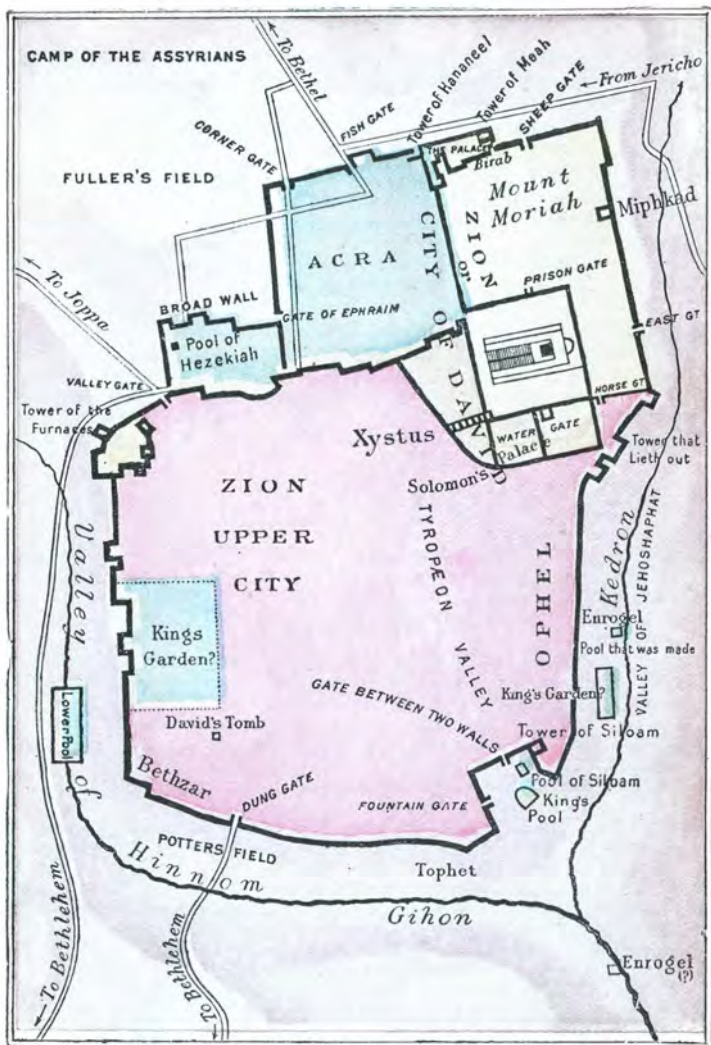 CAMP OF THE ASSYRIANS
To Bethel
From Jericho
FISH GATE
Tower of Hananeel
Tower of Meah
SHEEP GATE
CORNER GATE
THE PALACE
Birab
FULLER'S FIELD
Mount
Moriah
Miphkad
ACRA
CITY OF DAVID
or
ZION
PRISON GATE
To Joppa
BROAD WALL
GATE OF EPHRAIM
EAST GT
Pool of
Hezekiah
VALLEY GATE
HORSE GT
Tower of the
Furnaces
Xystus
WATER
GATE
Palace
Solomon's
Tower that
Lieth out
ZION
UPPER
CITY
TYROPÆON
VALLEY
OPHEL
Kedron
VALLEY OF JEHOSHAPHAT
Valley
of
Hinnom
Kings
Garden?
Enrogel
Pool that was made
King's Garden?
Lower Pool
David's Tomb
GATE BETWEEN TWO WALLS
Tower of Siloam
Bethzar
DUNG GATE
FOUNTAIN GATE
Pool of Siloam
King's
Pool
POTTERS FIELD
Tophet
Gihon
To Bethlehem
To Bethlehem
Enrogel
(?)